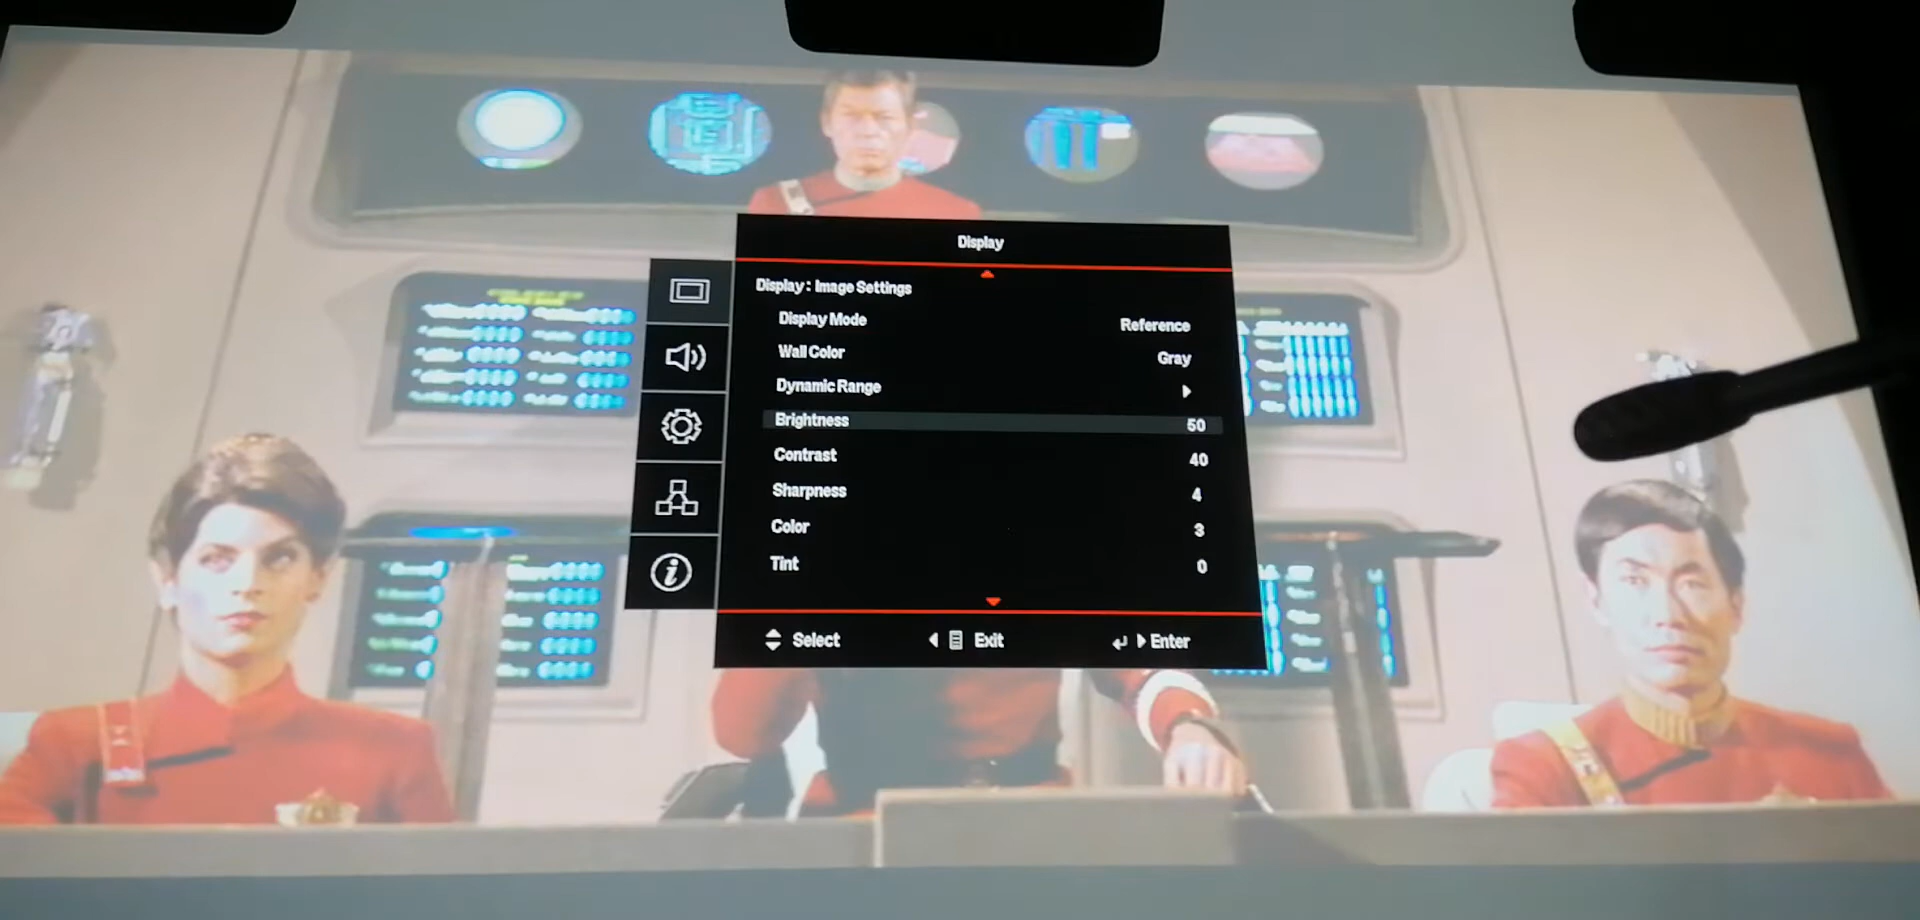 Display
Display: Image Settings
Display Mode Reference
Wall Color Gray
Dynamic Range
Brightness 50
Contrast 40
Sharpness 4
Color 3
Tint 0
Select Exit Enter